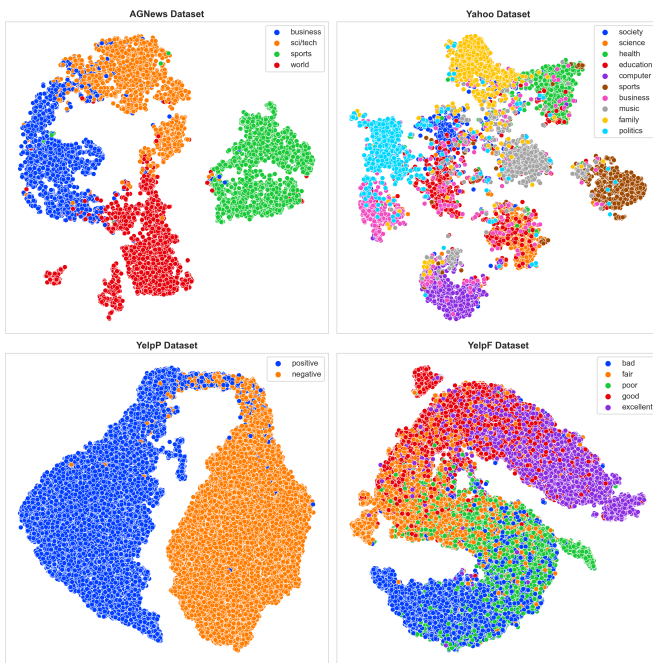 AGNews Dataset
business
sci/tech
sports
world
Yahoo Dataset
society
science
health
education
computer
sports
business
music
family
politics
YelpP Dataset
positive
negative
YelpF Dataset
bad
fair
poor
good
excellent